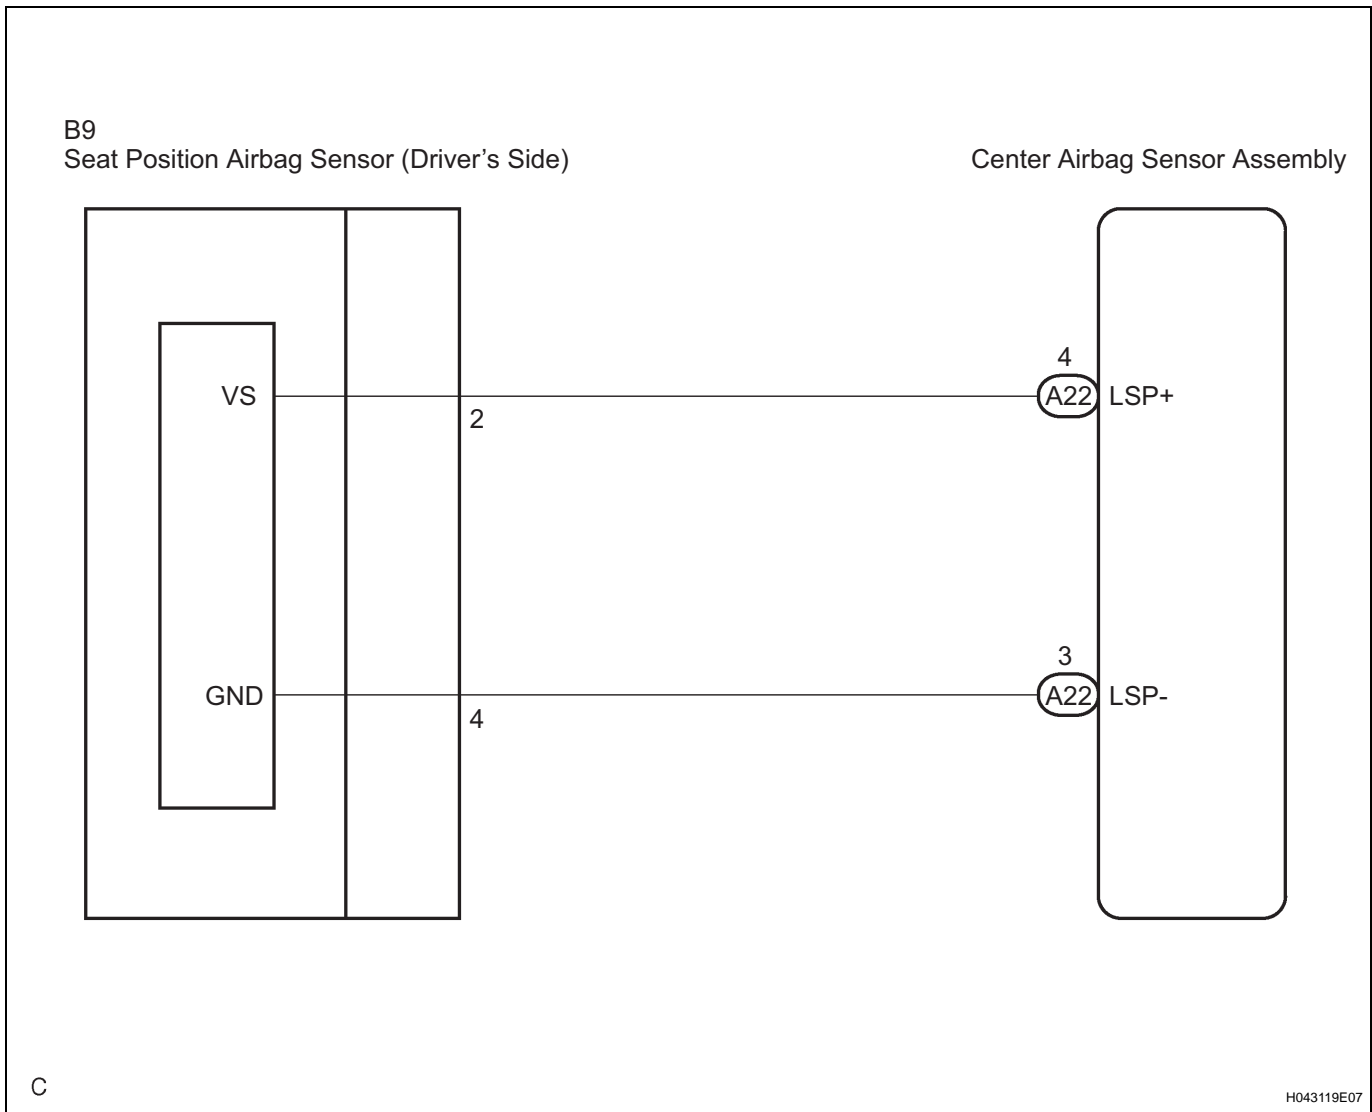 B9
Seat Position Airbag Sensor (Driver's Side)
Center Airbag Sensor Assembly
VS
2
4
A22
LSP+
GND
4
3
A22
LSP-
C
H043119E07